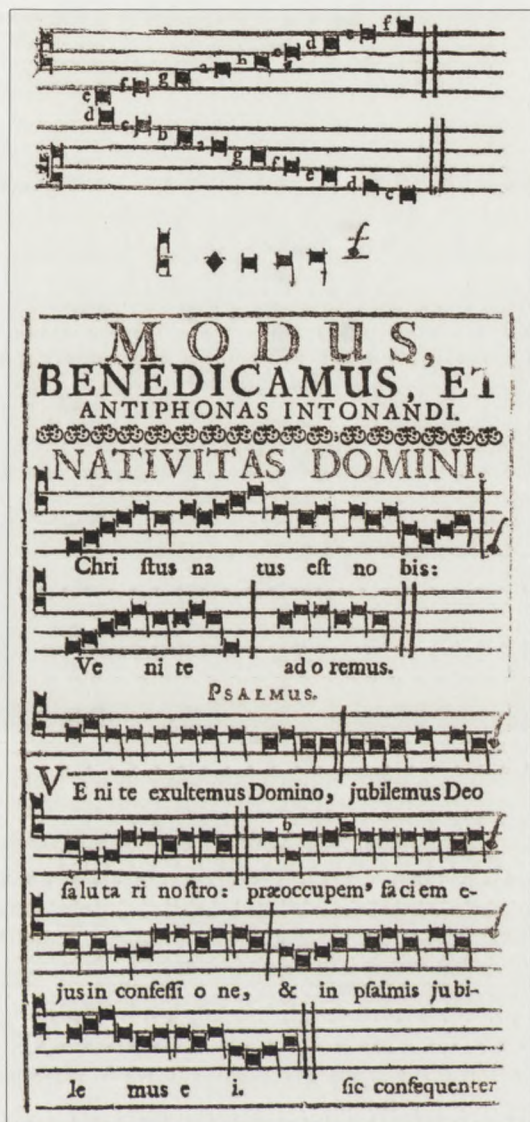 e f g a h c d e f
d c b a g f e d c
MODUS,
BENEDICAMUS, ET
ANTIPHONAS INTONANDI.
NATIVITAS DOMINI.
Chri ſtus na tus eſt no bis:
Ve ni te ad o remus.
PSALMUS.
VE ni te exultemus Domino, jubilemus Deo
b
ſaluta ri noſtro: præoccupem' faciem e-
jus in confeſſi o ne, & in pſalmis jubi-
le mus e i. ſic conſequenter